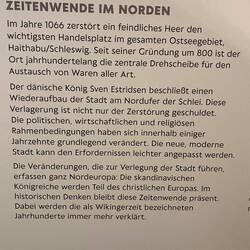 ZEITENWENDE IM NORDEN
Im Jahre 1066 zerstört ein feindliches Heer den
wichtigsten Handelsplatz im gesamten Ostseegebiet,
Haithabu/Schleswig. Seit seiner Gründung um 800 ist der
Ort jahrzehntelang die zentrale Drehscheibe für den
Austausch von Waren aller Art.
Der dänische König Sven Estridsen beschließt einen
Wiederaufbau der Stadt am Nordufer der Schlei. Diese
Verlagerung ist nicht nur der Zerstörung geschuldet.
Die politischen, wirtschaftlichen und religiösen
Rahmenbedingungen haben sich innerhalb einiger
Jahrzehnte grundlegend verändert. Die neue, moderne
Stadt kann den Erfordernissen leichter angepasst werden.
Die Veränderungen, die zur Verlegung der Stadt führen,
erfassen ganz Nordeuropa: Die skandinavischen
Königreiche werden Teil des christlichen Europas. Im
historischen Denken bleibt diese Zeitenwende präsent.
Dabei werden die als Wikingerzeit bezeichneten
Jahrhunderte immer mehr verklärt.